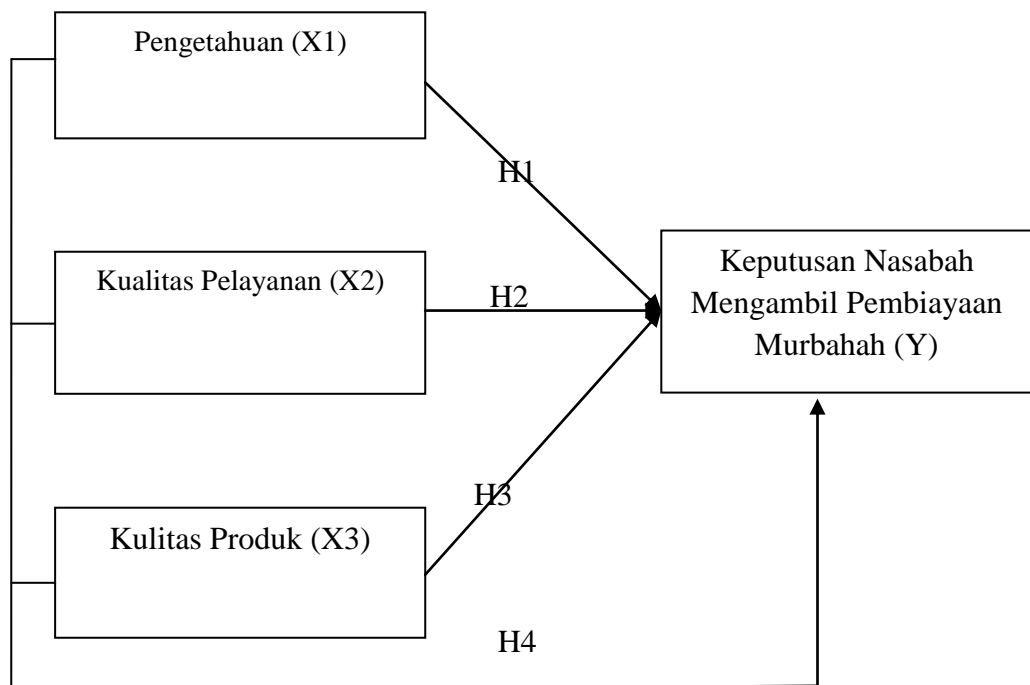 Pengetahuan (X1)
H1
Kualitas Pelayanan (X2)
H2
Keputusan Nasabah
Mengambil Pembiayaan
Murbahah (Y)
H3
Kulitas Produk (X3)
H4